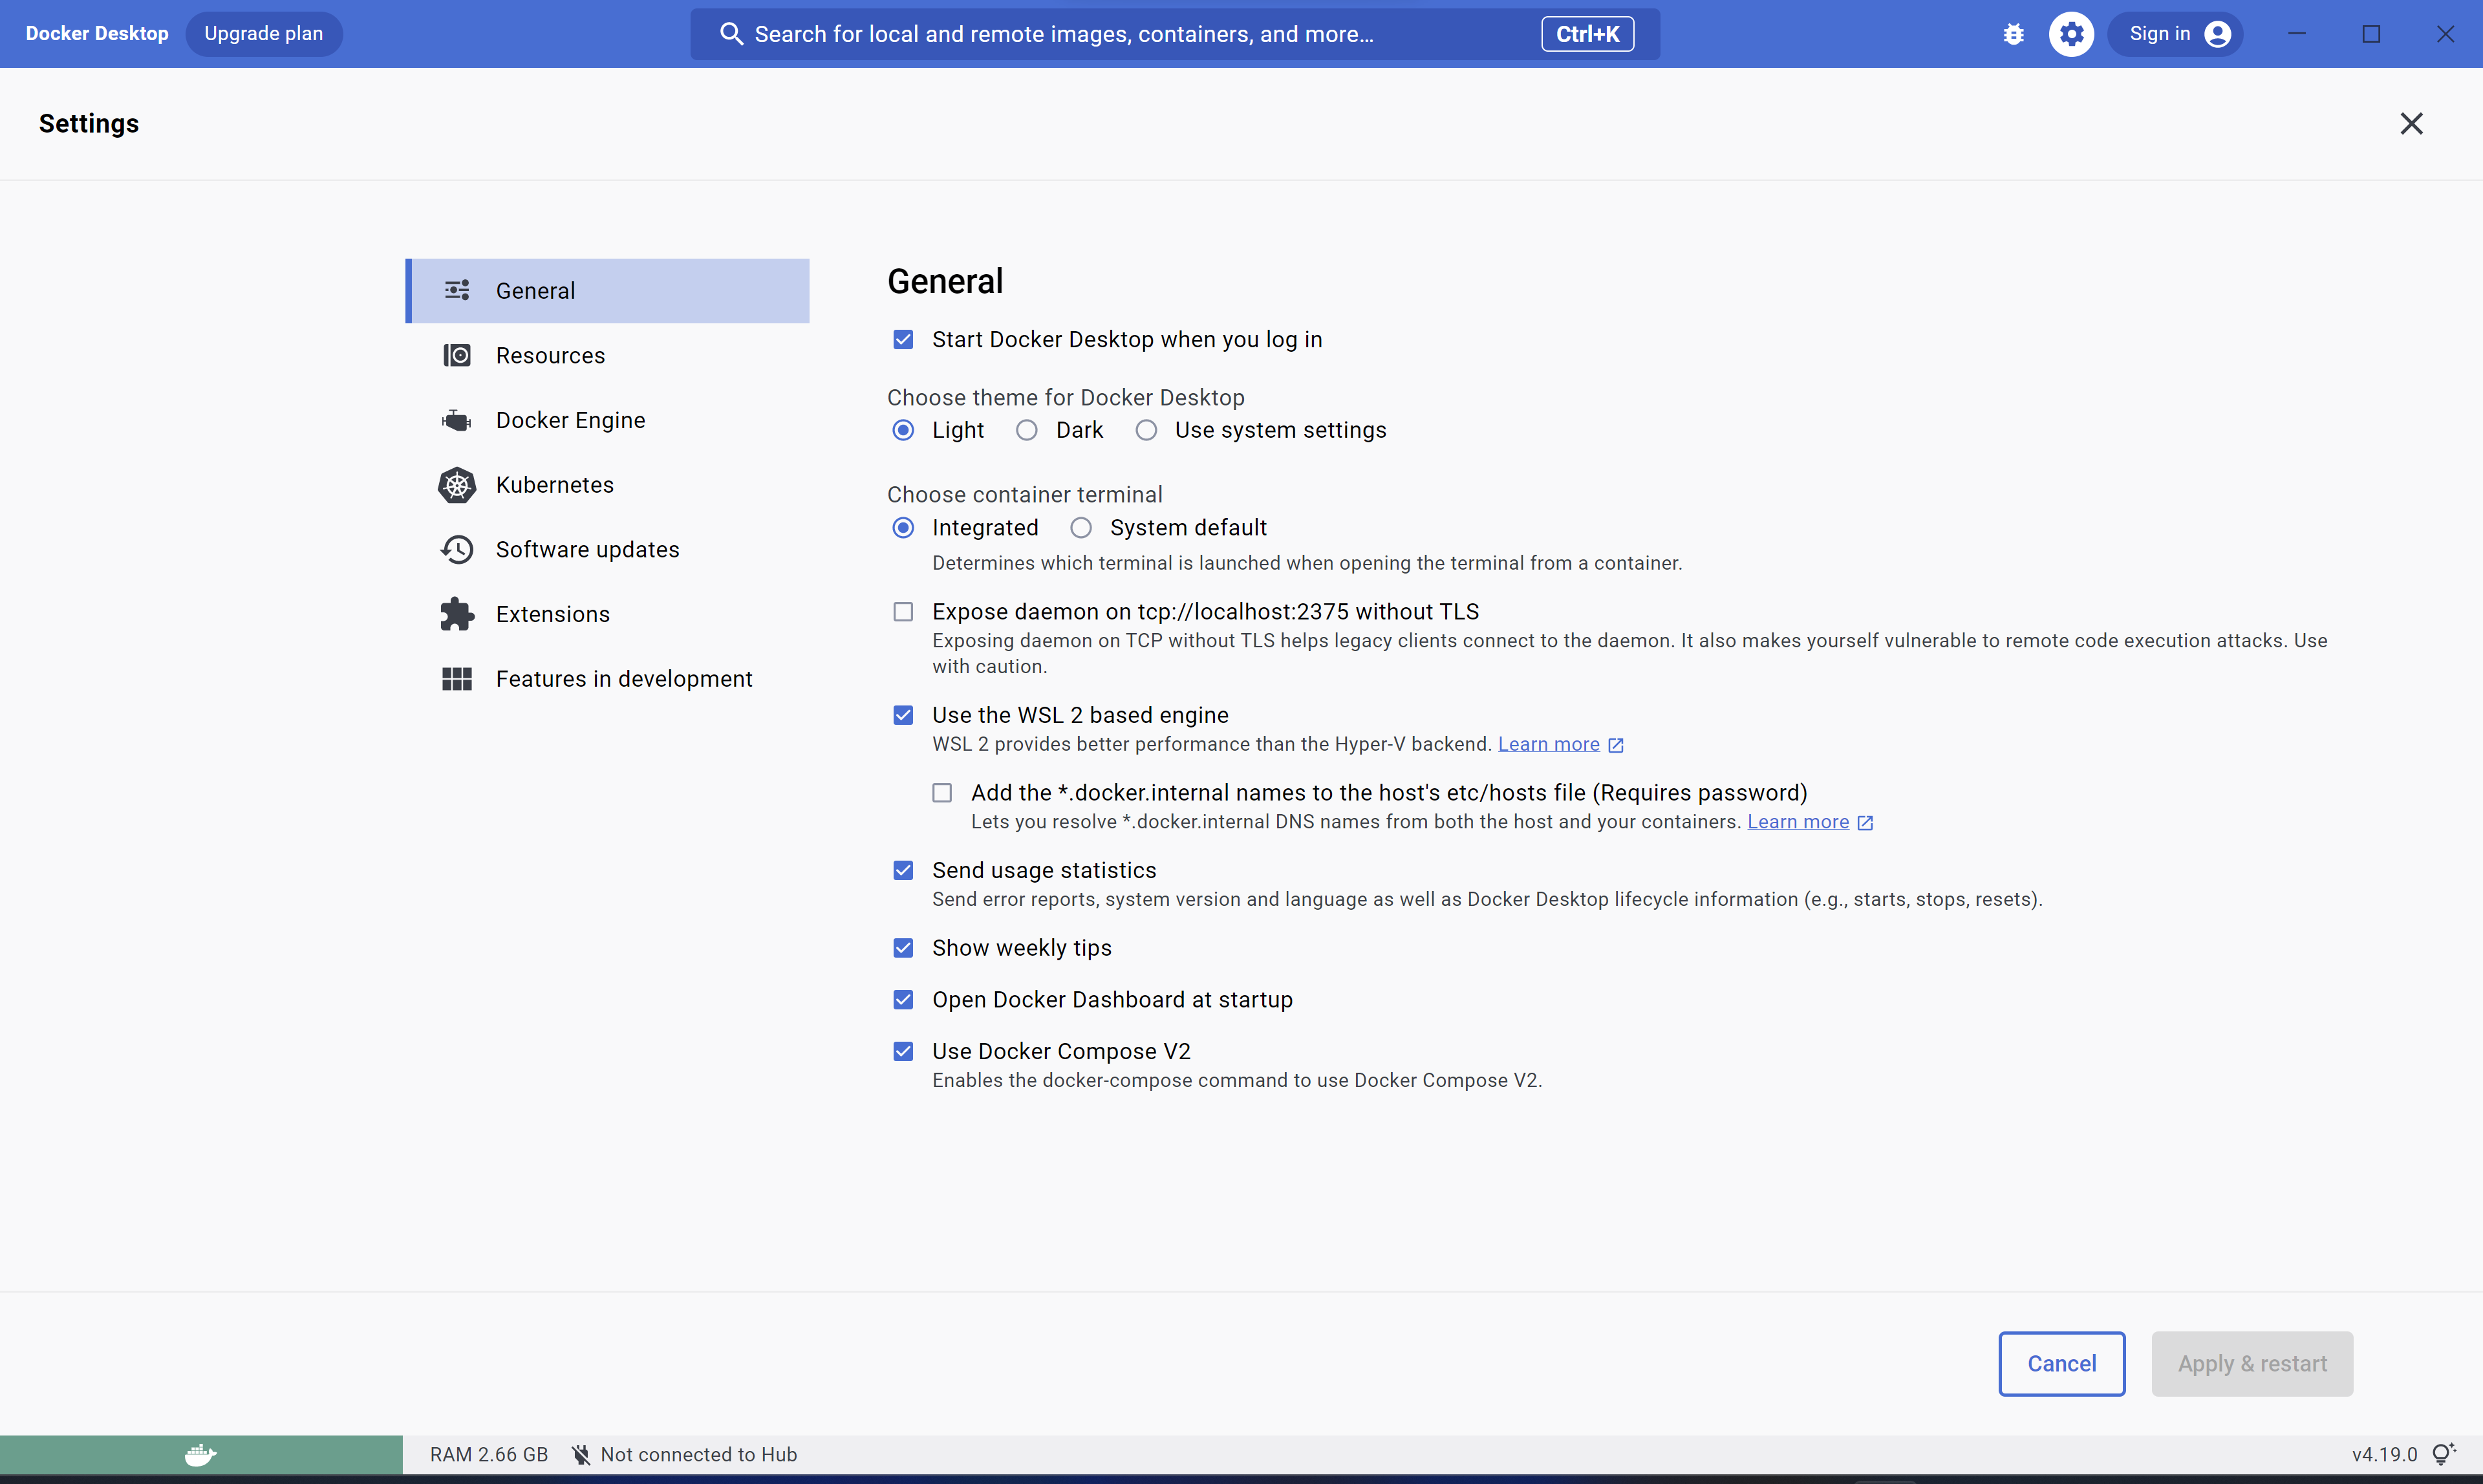 Docker Desktop
Upgrade plan
Search for local and remote images, containers, and more...
Ctrl+K
Sign in
Settings
General
Resources
Docker Engine
Kubernetes
Software updates
Extensions
Features in development
General
Start Docker Desktop when you log in
Choose theme for Docker Desktop
Light Dark Use system settings
Choose container terminal
Integrated System default
Determines which terminal is launched when opening the terminal from a container.
Expose daemon on tcp://localhost:2375 without TLS
Exposing daemon on TCP without TLS helps legacy clients connect to the daemon. It also makes yourself vulnerable to remote code execution attacks. Use
with caution.
Use the WSL 2 based engine
WSL 2 provides better performance than the Hyper-V backend. Learn more
Add the *.docker.internal names to the host's etc/hosts file (Requires password)
Lets you resolve *.docker.internal DNS names from both the host and your containers. Learn more
Send usage statistics
Send error reports, system version and language as well as Docker Desktop lifecycle information (e.g., starts, stops, resets).
Show weekly tips
Open Docker Dashboard at startup
Use Docker Compose V2
Enables the docker-compose command to use Docker Compose V2.
Cancel
Apply & restart
RAM 2.66 GB
Not connected to Hub
v4.19.0